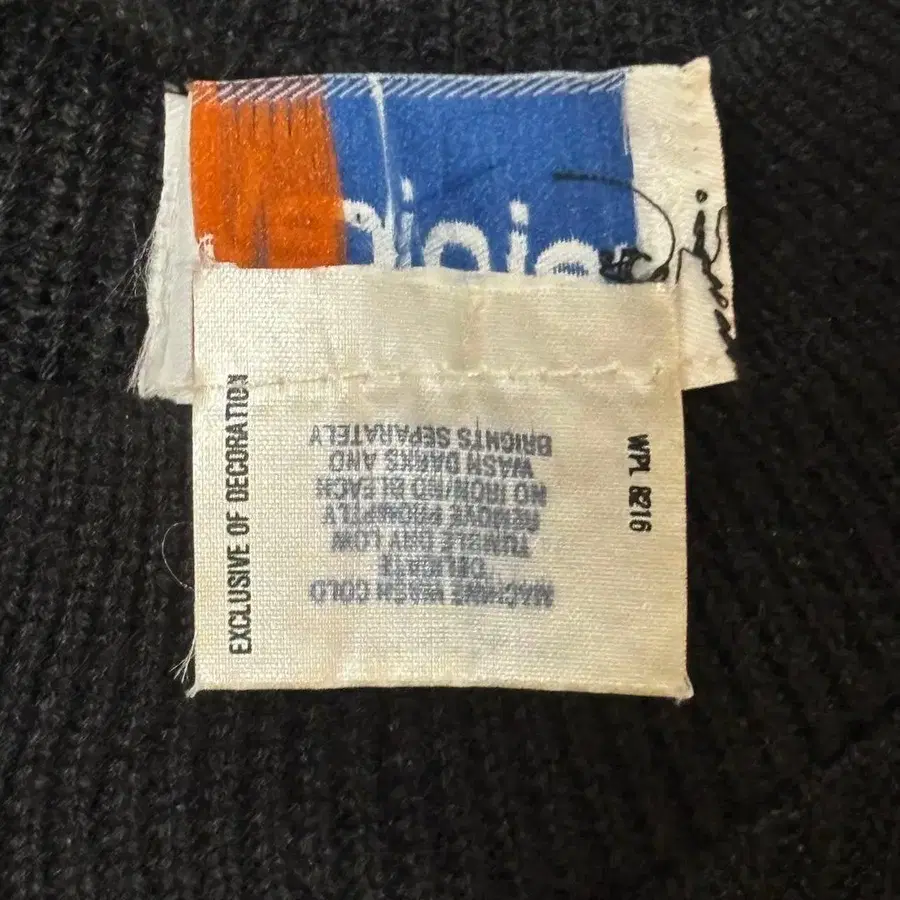 EXCLUSIVE OF DECORATION
MACHINE WASH COLD
DELICATE
TUMBLE DRY LOW
REMOVE PROMPTLY
NO IRON/NO BLEACH
WASH DARKS AND
BRIGHTS SEPARATELY
WPL 8216